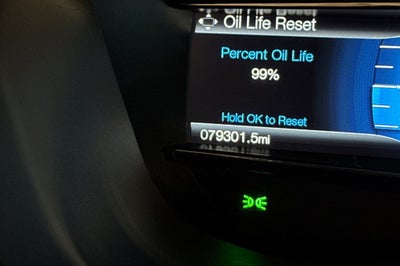 Oil Life Reset
Percent Oil Life
99%
Hold OK to Reset
079301.5mi